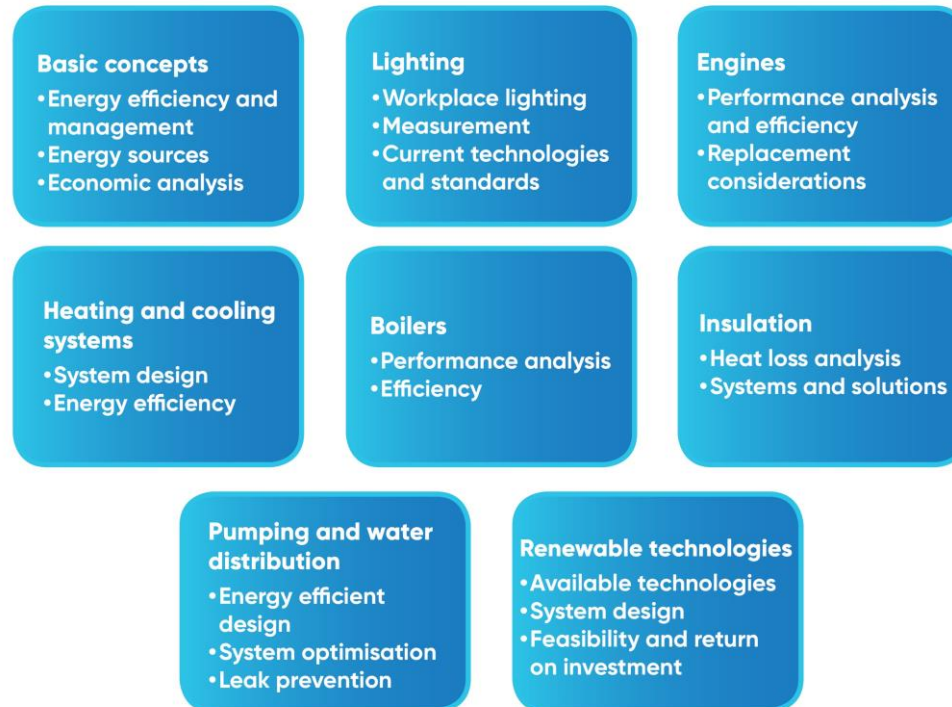 Basic concepts
•Energy efficiency and
management
•Energy sources
•Economic analysis
Lighting
•Workplace lighting
•Measurement
•Current technologies
and standards
Engines
•Performance analysis
and efficiency
•Replacement
considerations
Heating and cooling
systems
•System design
•Energy efficiency
Boilers
•Performance analysis
•Efficiency
Insulation
•Heat loss analysis
•Systems and solutions
Pumping and water
distribution
•Energy efficient
design
•System optimisation
•Leak prevention
Renewable technologies
•Available technologies
•System design
•Feasibility and return
on investment